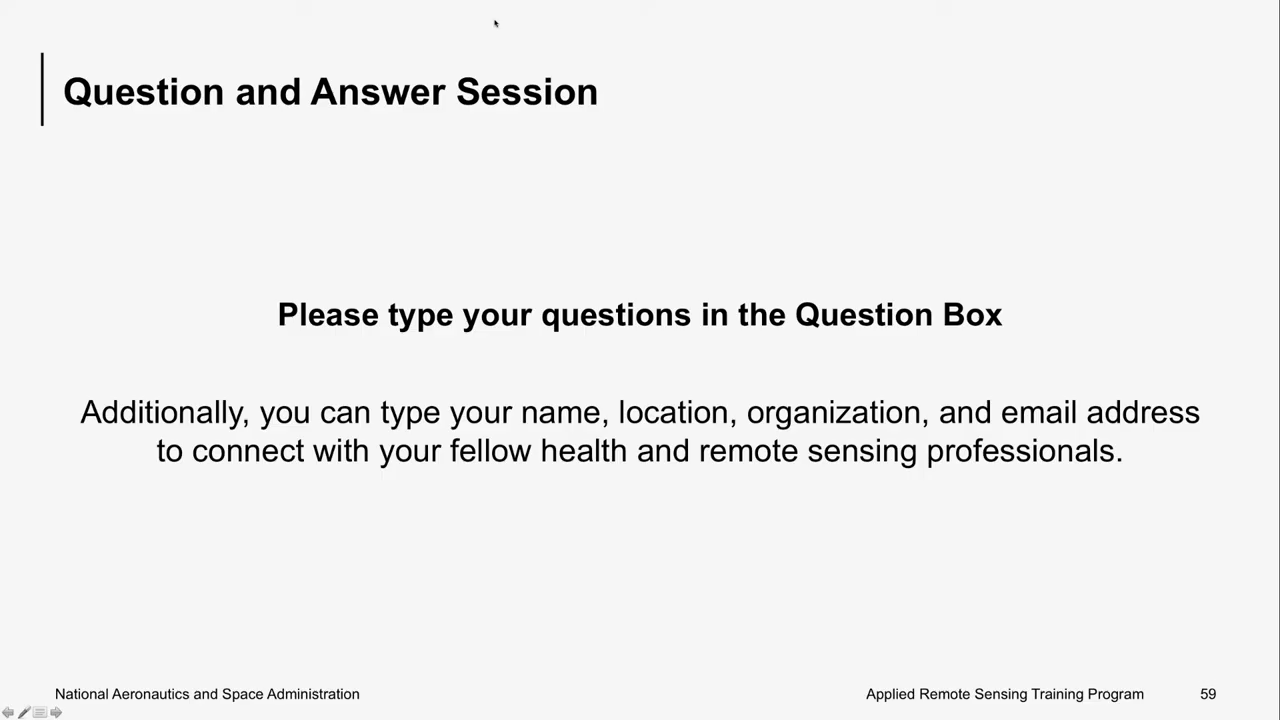 Question and Answer Session
Please type your questions in the Question Box
Additionally, you can type your name, location, organization, and email address
to connect with your fellow health and remote sensing professionals.
National Aeronautics and Space Administration
Applied Remote Sensing Training Program
59